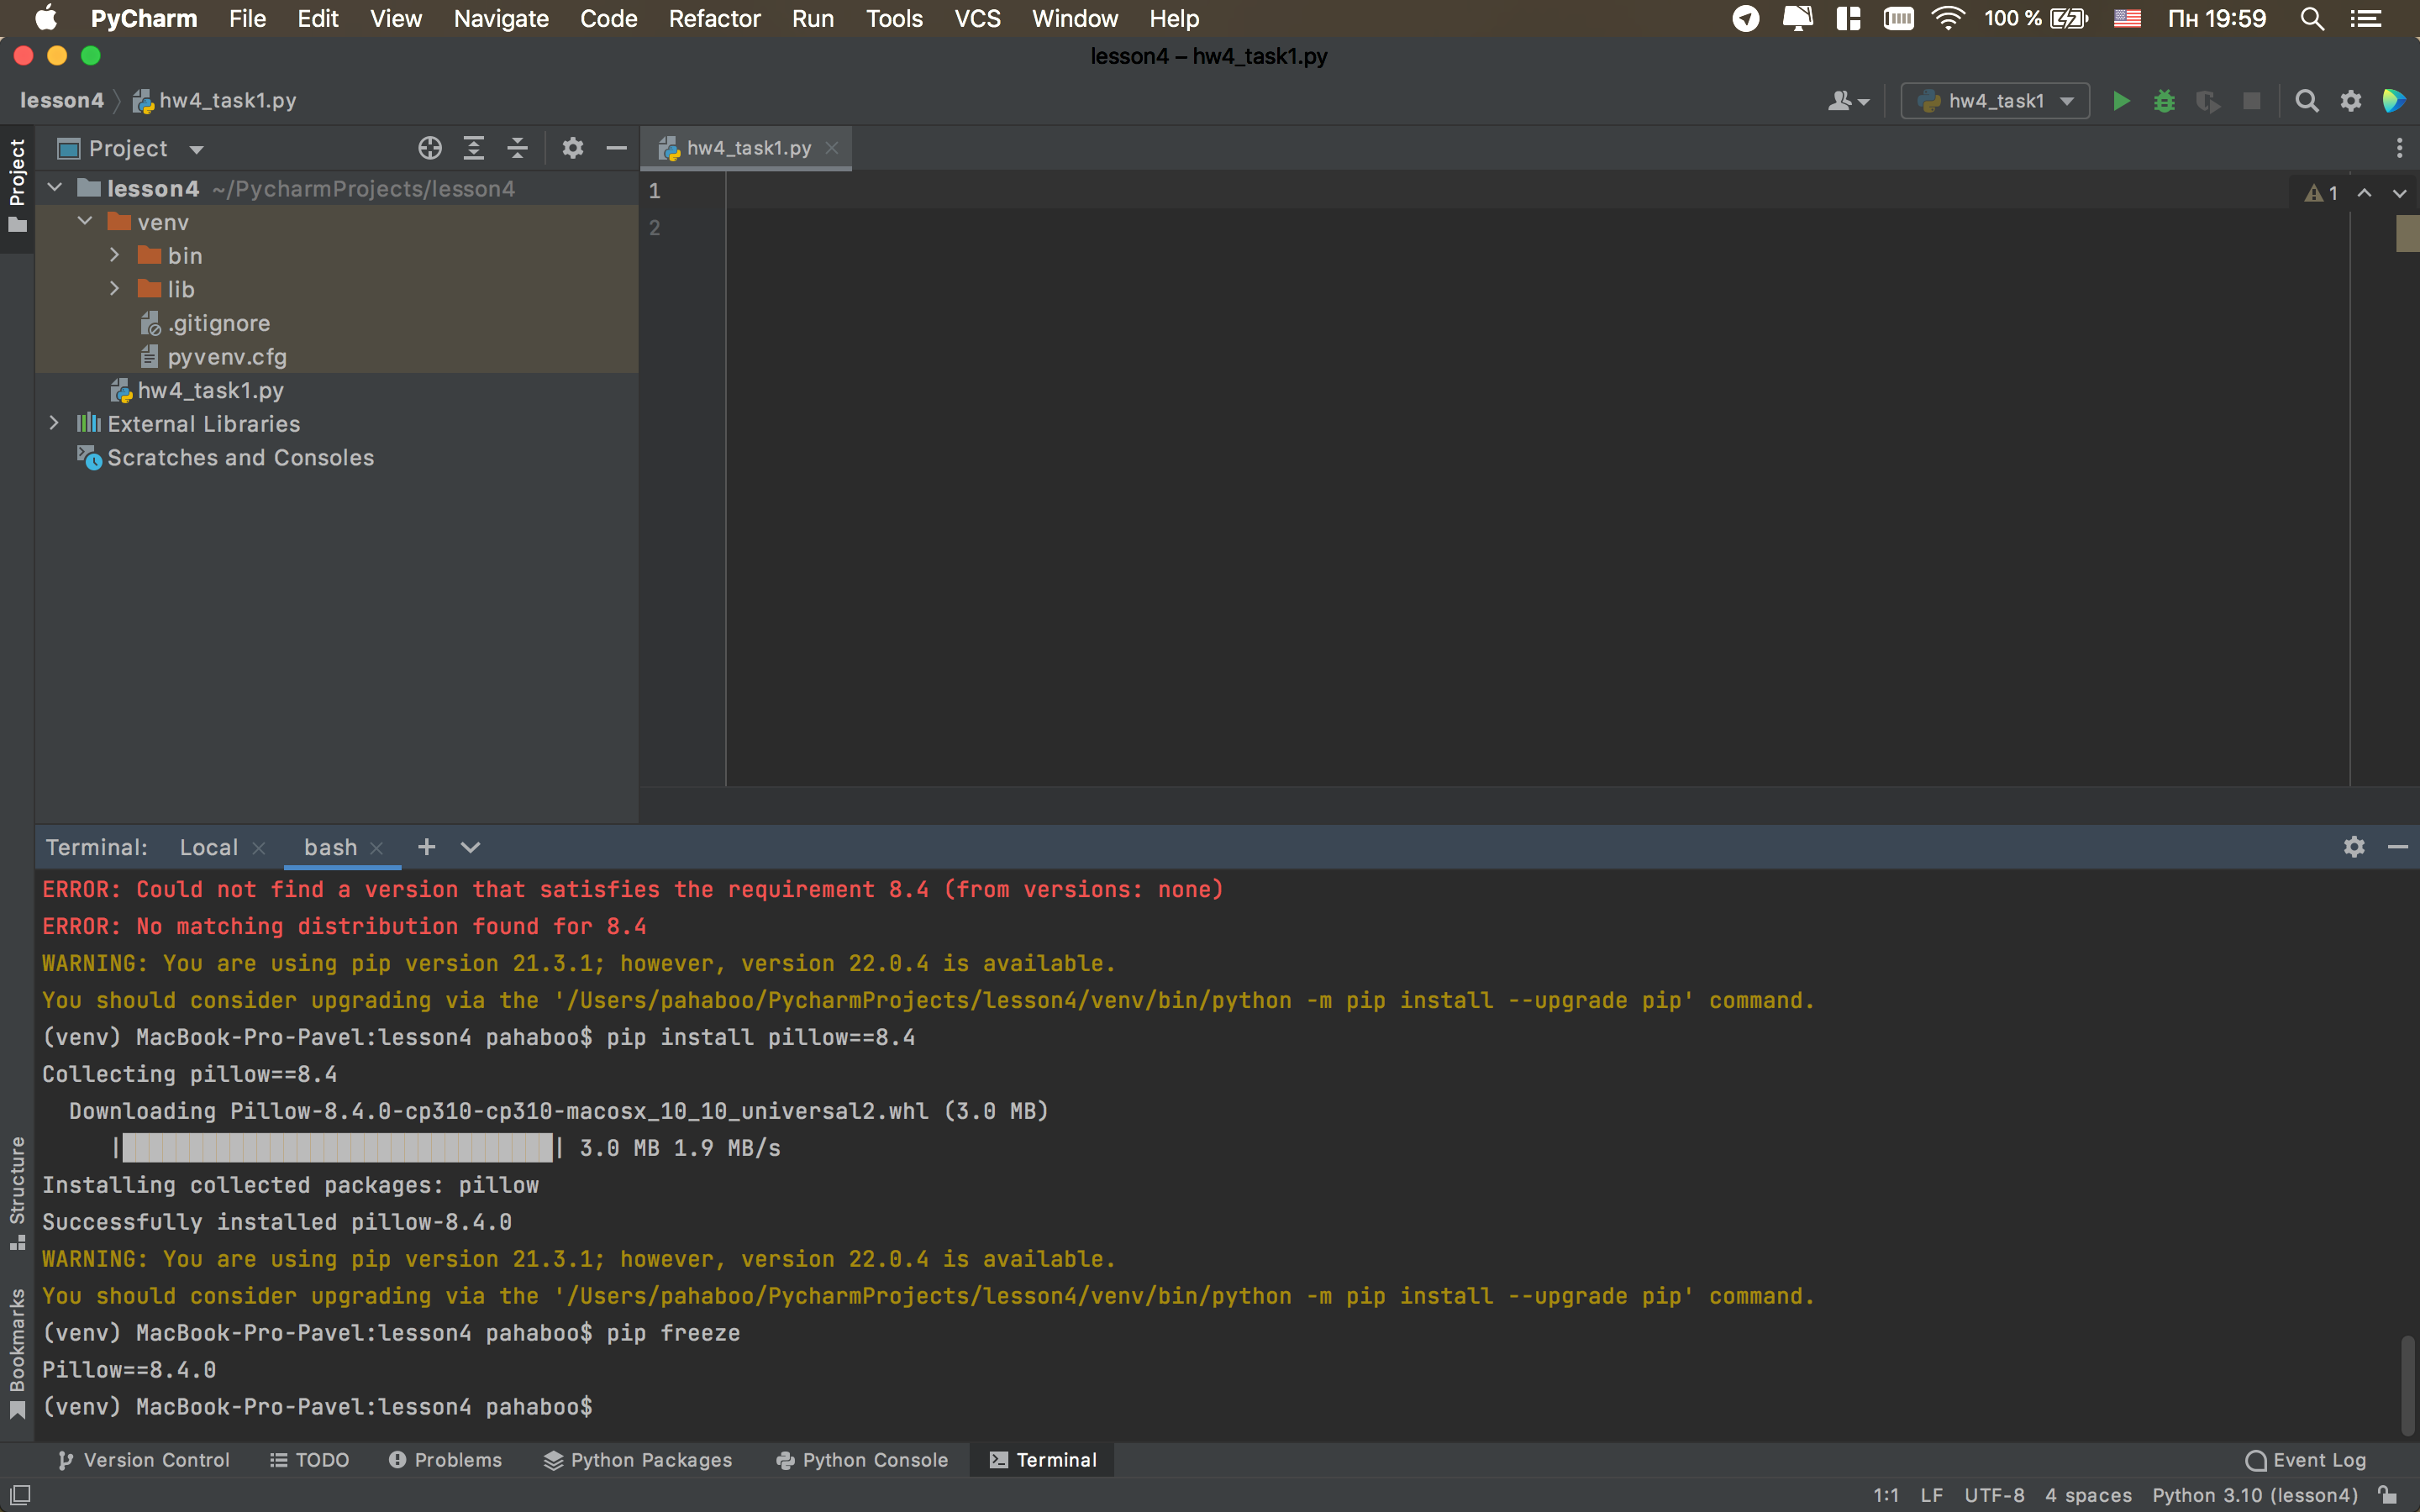 PyCharm File Edit View Navigate Code Refactor Run Tools VCS Window Help 100 % Пн 19:59
lesson4 – hw4_task1.py
lesson4 hw4_task1.py hw4_task1
Project
Project
hw4_task1.py
lesson4 ~/PycharmProjects/lesson4
venv
bin
lib
.gitignore
pyvenv.cfg
hw4_task1.py
External Libraries
Scratches and Consoles
1
2
1
Terminal: Local bash
ERROR: Could not find a version that satisfies the requirement 8.4 (from versions: none)
ERROR: No matching distribution found for 8.4
WARNING: You are using pip version 21.3.1; however, version 22.0.4 is available.
You should consider upgrading via the '/Users/pahaboo/PycharmProjects/lesson4/venv/bin/python -m pip install --upgrade pip' command.
(venv) MacBook-Pro-Pavel:lesson4 pahaboo$ pip install pillow==8.4
Collecting pillow==8.4
Downloading Pillow-8.4.0-cp310-cp310-macosx_10_10_universal2.whl (3.0 MB)
|████████████████████████████████| 3.0 MB 1.9 MB/s
Installing collected packages: pillow
Successfully installed pillow-8.4.0
WARNING: You are using pip version 21.3.1; however, version 22.0.4 is available.
You should consider upgrading via the '/Users/pahaboo/PycharmProjects/lesson4/venv/bin/python -m pip install --upgrade pip' command.
(venv) MacBook-Pro-Pavel:lesson4 pahaboo$ pip freeze
Pillow==8.4.0
(venv) MacBook-Pro-Pavel:lesson4 pahaboo$
Structure
Bookmarks
Version Control TODO Problems Python Packages Python Console Terminal Event Log
1:1 LF UTF-8 4 spaces Python 3.10 (lesson4)